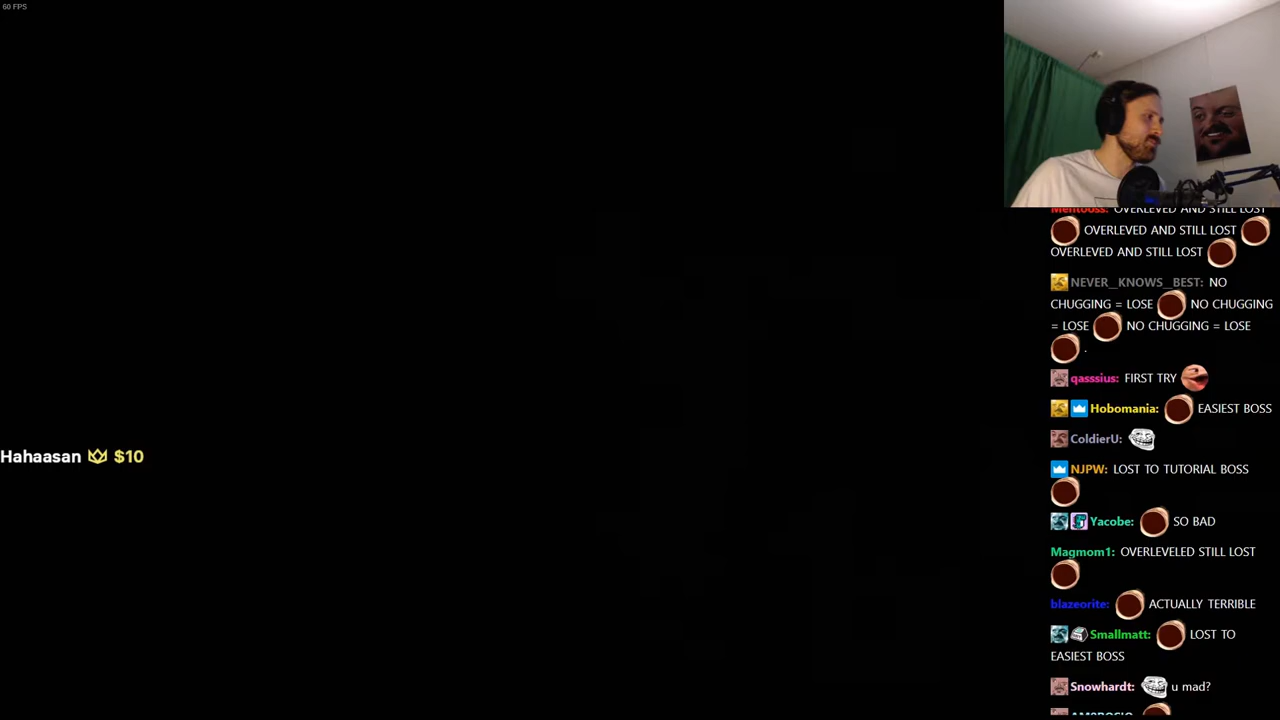 60 FPS
Mentooss: OVERLEVED AND STILL LOST
OVERLEVED AND STILL LOST
OVERLEVED AND STILL LOST
NEVER_KNOWS_BEST: NO
CHUGGING = LOSE NO CHUGGING
= LOSE NO CHUGGING = LOSE
.
qasssius: FIRST TRY
Hobomania: EASIEST BOSS
ColdierU:
Hahaasan $10
NJPW: LOST TO TUTORIAL BOSS
Yacobe: SO BAD
Magmom1: OVERLEVELED STILL LOST
blazeorite: ACTUALLY TERRIBLE
Smallmatt: LOST TO
EASIEST BOSS
Snowhardt: u mad?